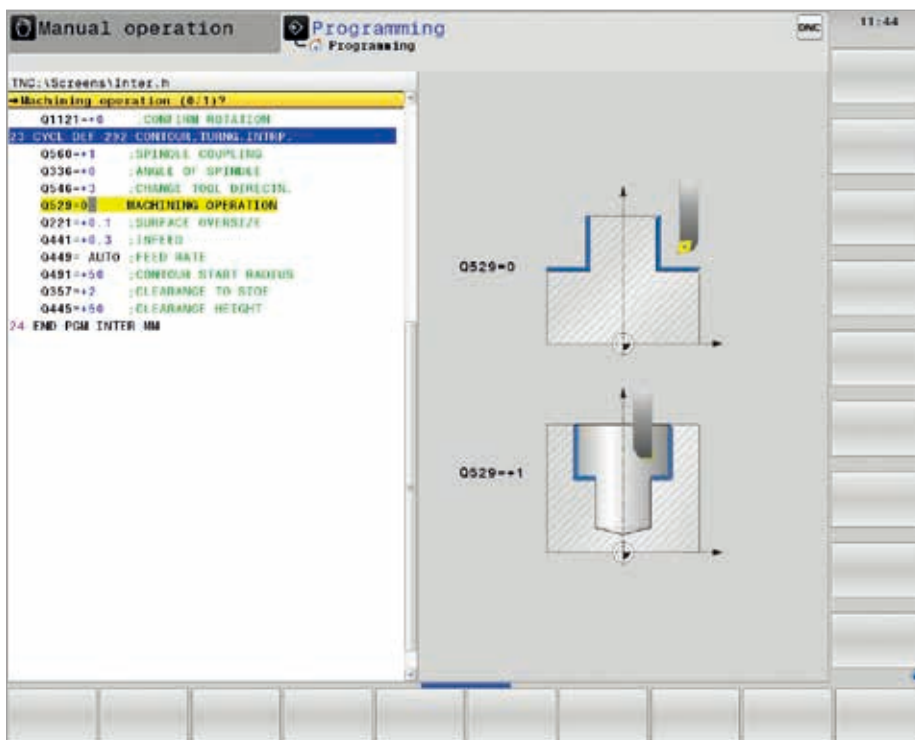 Manual operation
Programming
Programming
DNC
11:44
TNC:\Screens\Inter.h
→Machining operation (0/1)?
Q1121=+0 ;CONFIRM ROTATION
23 CYCL DEF 292 CONTOUR.TURNG.INTRP.
Q560=+1 ;SPINDLE COUPLING
Q336=+0 ;ANGLE OF SPINDLE
Q546=+3 ;CHANGE TOOL DIRECTN.
Q529=0 MACHINING OPERATION
Q221=+0.1 ;SURFACE OVERSIZE
Q441=+0.3 ;INFEED
Q449= AUTO ;FEED RATE
Q491=+50 ;CONTOUR START RADIUS
Q357=+2 ;CLEARANCE TO SIDE
Q445=+50 ;CLEARANCE HEIGHT
24 END PGM INTER MM
Q529=0
Q529=+1